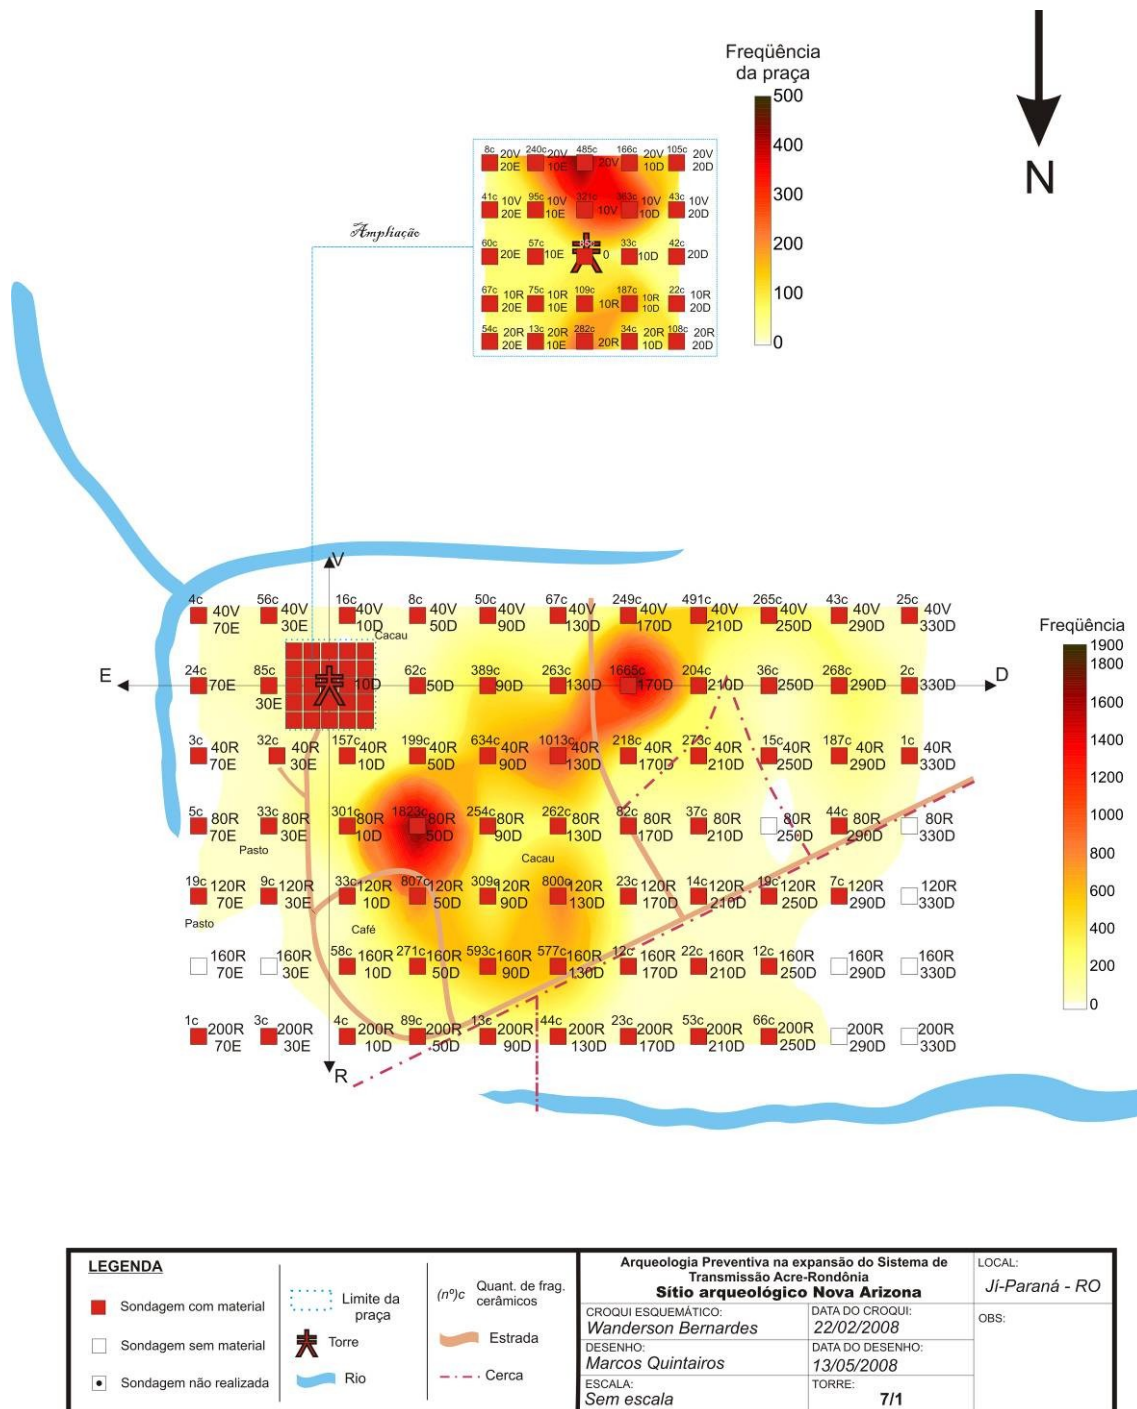 Freqüência
da praça
500
400
300
200
100
0
N
Ampliação
8c 20V 20E 240c 20V 10E 485c 20V 166c 20V 10D 105c 20V 20D
41c 10V 20E 95c 10V 10E 321c 10V 363c 10V 10D 43c 10V 20D
60c 20E 57c 10E 0 33c 10D 42c 20D
67c 10R 20E 75c 10R 10E 109c 10R 187c 10R 10D 22c 10R 20D
54c 20R 20E 13c 20R 10E 282c 20R 34c 20R 10D 108c 20R 20D
V
4c 40V 70E 56c 40V 30E 16c 40V 10D 8c 40V 50D 50c 40V 90D 67c 40V 130D 249c 40V 170D 491c 40V 210D 265c 40V 250D 43c 40V 290D 25c 40V 330D
Cacau
E 24c 70E 85c 30E 10D 62c 50D 389c 90D 263c 130D 1665c 170D 204c 210D 36c 250D 268c 290D 2c 330D D
3c 40R 70E 32c 40R 30E 157c 40R 10D 199c 40R 50D 634c 40R 90D 1013c 40R 130D 218c 40R 170D 273c 40R 210D 15c 40R 250D 187c 40R 290D 1c 40R 330D
5c 80R 70E 33c 80R 30E 301c 80R 10D 1823c 80R 50D 254c 80R 90D 262c 80R 130D 82c 80R 170D 37c 80R 210D 80R 250D 44c 80R 290D 80R 330D
Pasto
Cacau
19c 120R 70E 9c 120R 30E 33c 120R 10D 807c 120R 50D 309c 120R 90D 800c 120R 130D 23c 120R 170D 14c 120R 210D 19c 120R 250D 7c 120R 290D 120R 330D
Pasto
Café
160R 70E 160R 30E 58c 160R 10D 271c 160R 50D 593c 160R 90D 577c 160R 130D 12c 160R 170D 22c 160R 210D 12c 160R 250D 160R 290D 160R 330D
1c 200R 70E 3c 200R 30E 4c 200R 10D 89c 200R 50D 13c 200R 90D 44c 200R 130D 23c 200R 170D 53c 200R 210D 66c 200R 250D 200R 290D 200R 330D
R
Freqüência
1900
1800
1600
1400
1200
1000
800
600
400
200
0
LEGENDA
Sondagem com material
Sondagem sem material
Sondagem não realizada
Limite da
praça
Torre
Rio
(nº)c Quant. de frag.
cerâmicos
Estrada
Cerca
Arqueologia Preventiva na expansão do Sistema de
Transmissão Acre-Rondônia
Sítio arqueológico Nova Arizona
CROQUI ESQUEMÁTICO:
Wanderson Bernardes
DATA DO CROQUI:
22/02/2008
DESENHO:
Marcos Quintairos
DATA DO DESENHO:
13/05/2008
ESCALA:
Sem escala
TORRE:
7/1
LOCAL:
Jí-Paraná - RO
OBS: